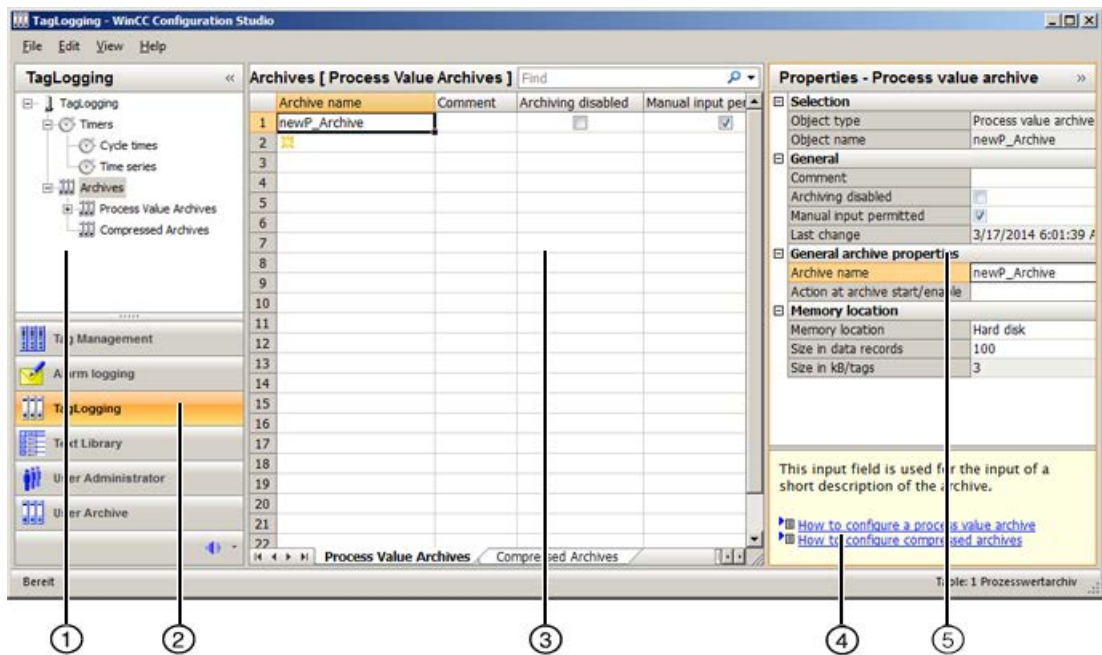 TagLogging - WinCC Configuration Studio
File Edit View Help
TagLogging «
TagLogging
Timers
Cycle times
Time series
Archives
Process Value Archives
Compressed Archives
Tag Management
Alarm logging
TagLogging
Text Library
User Administrator
User Archive
Archives [ Process Value Archives ] Find
Archive name Comment Archiving disabled Manual input per
1 newP_Archive
2
3
4
5
6
7
8
9
10
11
12
13
14
15
16
17
18
19
20
21
22
Process Value Archives Compressed Archives
Properties - Process value archive »
Selection
Object type Process value archive
Object name newP_Archive
General
Comment
Archiving disabled
Manual input permitted
Last change 3/17/2014 6:01:39 A
General archive properties
Archive name newP_Archive
Action at archive start/enable
Memory location
Memory location Hard disk
Size in data records 100
Size in kB/tags 3
This input field is used for the input of a
short description of the archive.
How to configure a process value archive
How to configure compressed archives
Bereit Table: 1 Prozesswertarchiv
① ② ③ ④ ⑤